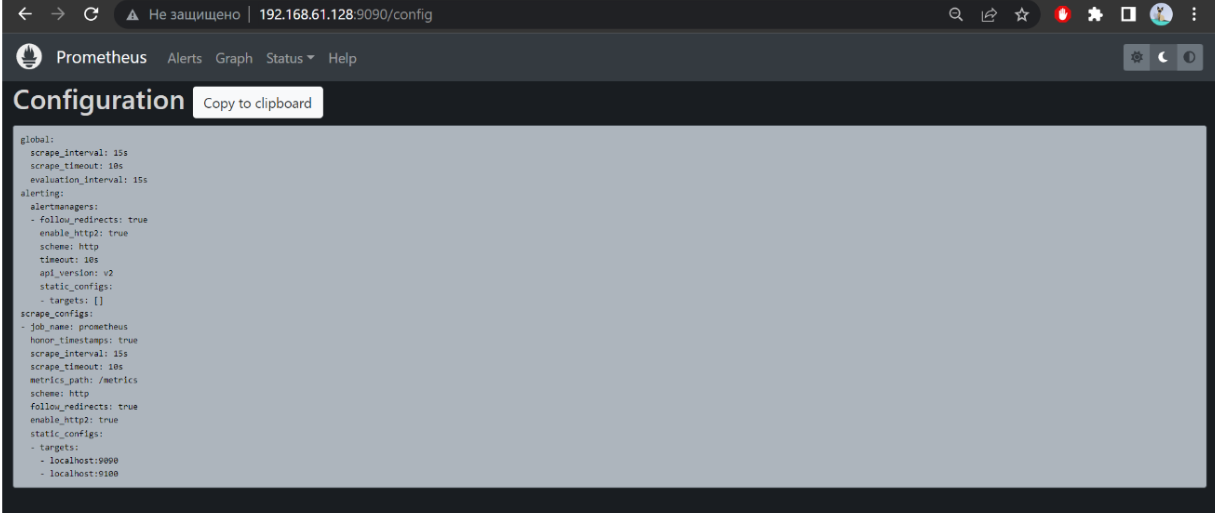 Не защищено | 192.168.61.128:9090/config
Prometheus Alerts Graph Status Help
Configuration Copy to clipboard
global:
  scrape_interval: 15s
  scrape_timeout: 10s
  evaluation_interval: 15s
alerting:
  alertmanagers:
  - follow_redirects: true
    enable_http2: true
    scheme: http
    timeout: 10s
    api_version: v2
    static_configs:
    - targets: []
scrape_configs:
- job_name: prometheus
  honor_timestamps: true
  scrape_interval: 15s
  scrape_timeout: 10s
  metrics_path: /metrics
  scheme: http
  follow_redirects: true
  enable_http2: true
  static_configs:
  - targets:
    - localhost:9090
    - localhost:9100